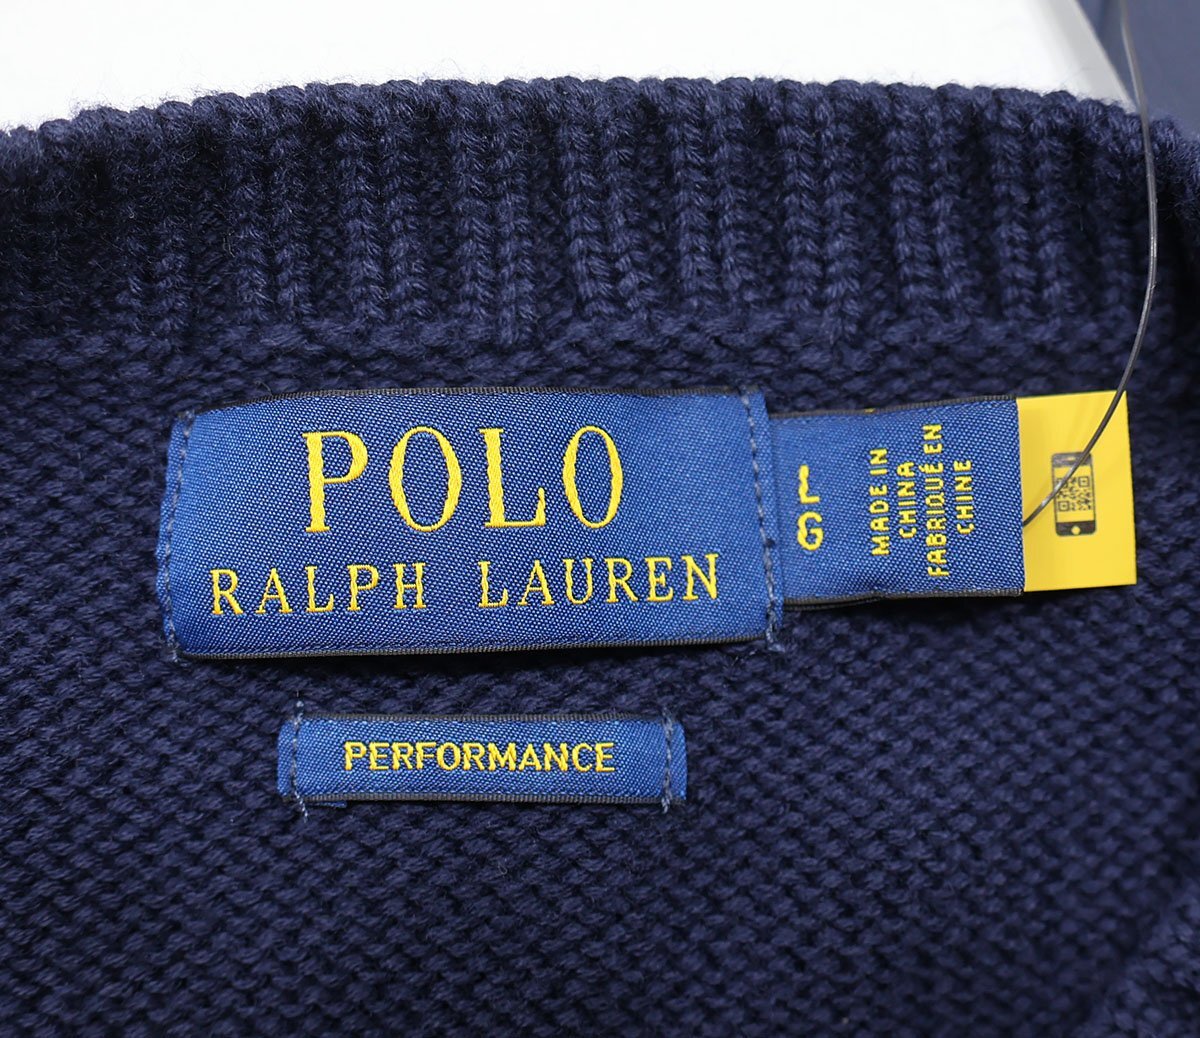 POLO
RALPH LAUREN
L
G
MADE IN
CHINA
FABRIQUÉ EN
CHINE
PERFORMANCE